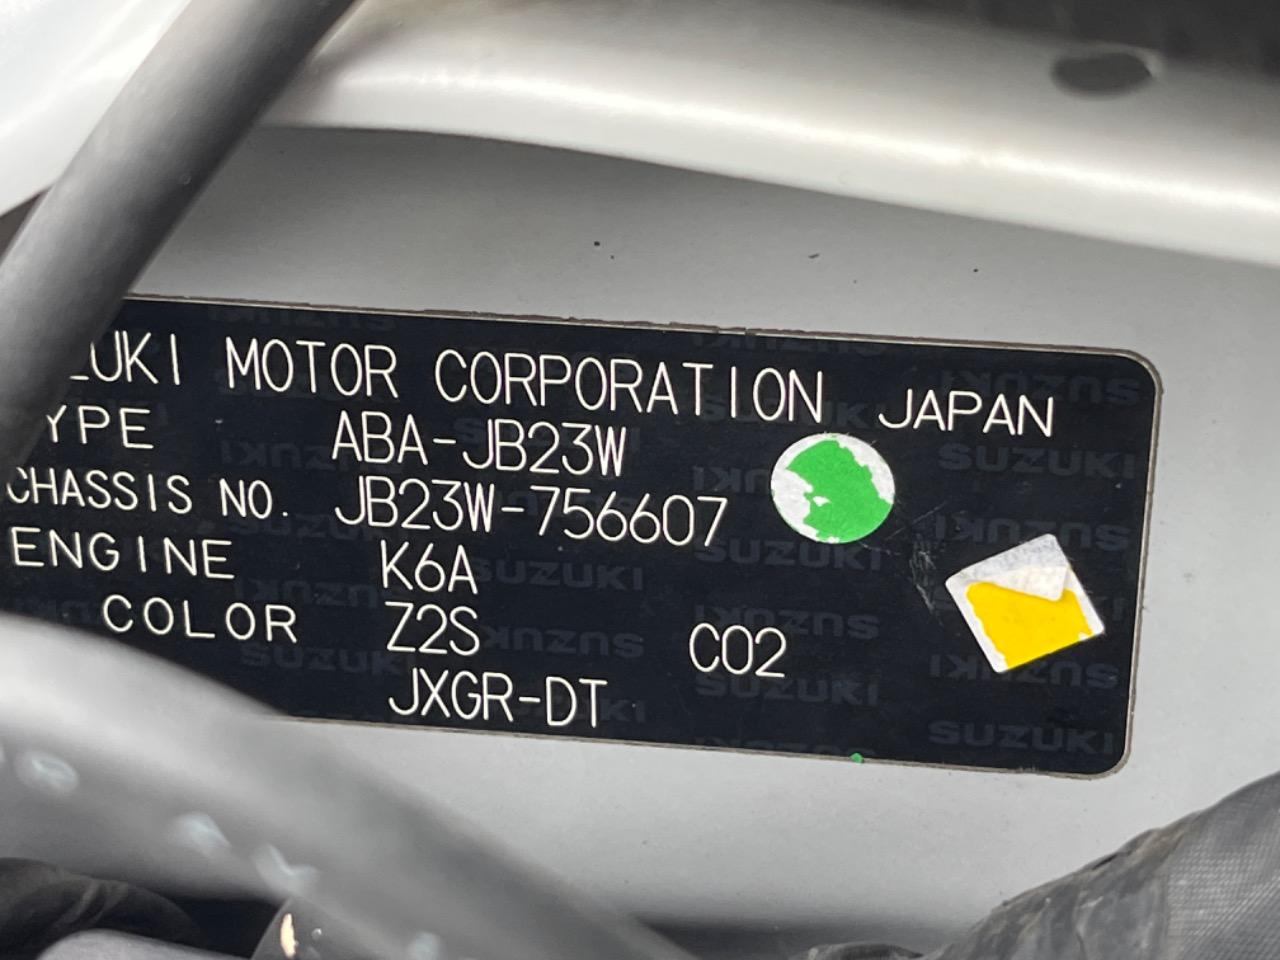 UKI MOTOR CORPORATION JAPAN
YPE ABA-JB23W
CHASSIS NO. JB23W-756607
ENGINE K6A
COLOR Z2S C02
JXGR-DT